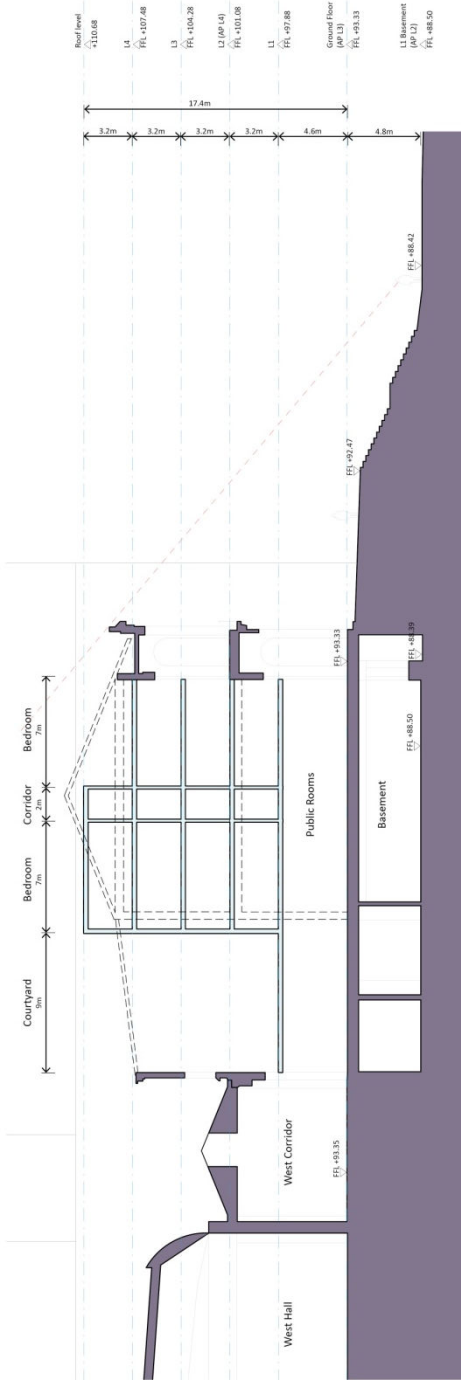 Roof level
+110.68
L4
FFL +107.48
L3
FFL +104.28
L2 (AP L4)
FFL +101.08
L1
FFL +97.88
Ground Floor
(AP L3)
FFL +93.33
L1 Basement
(AP L2)
FFL +88.50
17.4m
3.2m
3.2m
3.2m
3.2m
4.6m
4.8m
FFL +88.42
FFL +92.47
Courtyard
9m
Bedroom
7m
Corridor
2m
Bedroom
7m
FFL +93.33
FFL +88.39
FFL +88.50
Public Rooms
Basement
West Corridor
FFL +93.35
West Hall